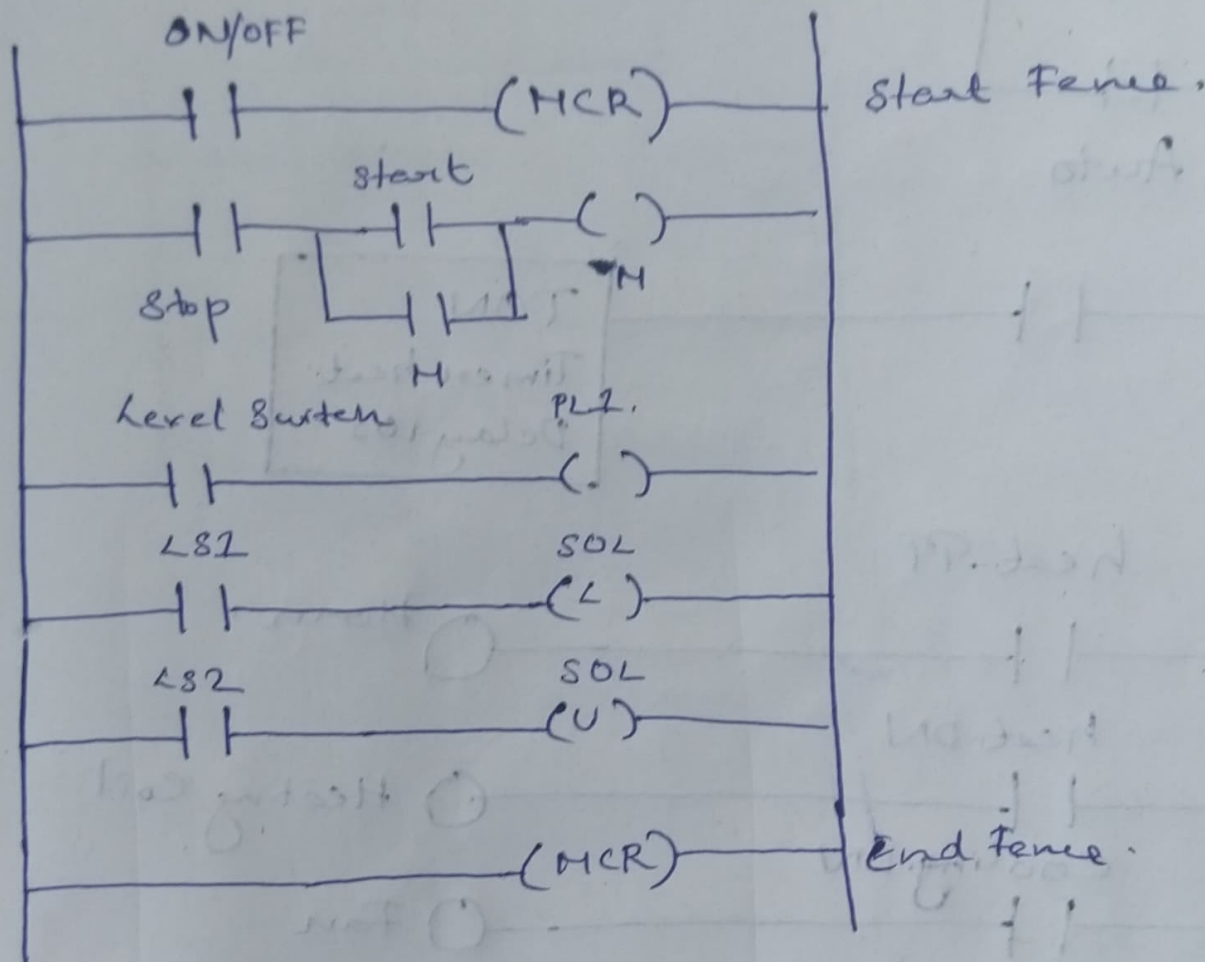 ON/OFF
(MCR) Start Fence.
Start
Stop
M
M
Level Switch PL1.
LS1 SOL
(L)
LS2 SOL
(U)
(MCR) End Fence.